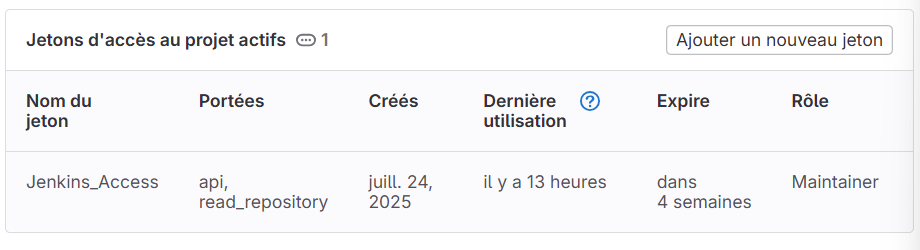 Jetons d'accès au projet actifs 1
Ajouter un nouveau jeton
Nom du
jeton
Portées
Créés
Dernière
utilisation
Expire
Rôle
Jenkins_Access
api,
read_repository
juill. 24,
2025
il y a 13 heures
dans
4 semaines
Maintainer